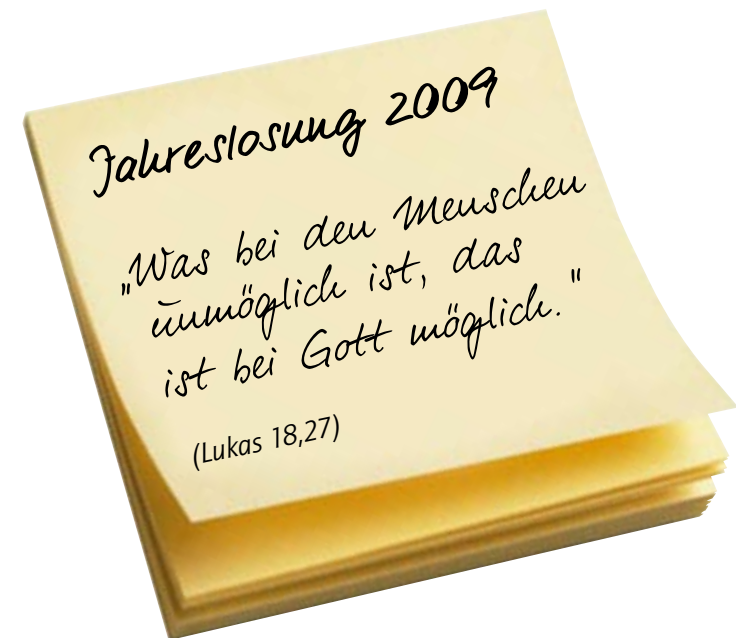 Jahreslosung 2009
„Was bei den Menschen
unmöglich ist, das
ist bei Gott möglich."
(Lukas 18,27)